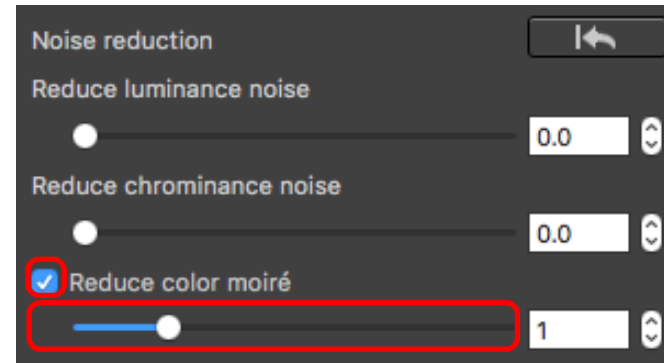 Noise reduction
Reduce luminance noise
0.0
Reduce chrominance noise
0.0
Reduce color moiré
1